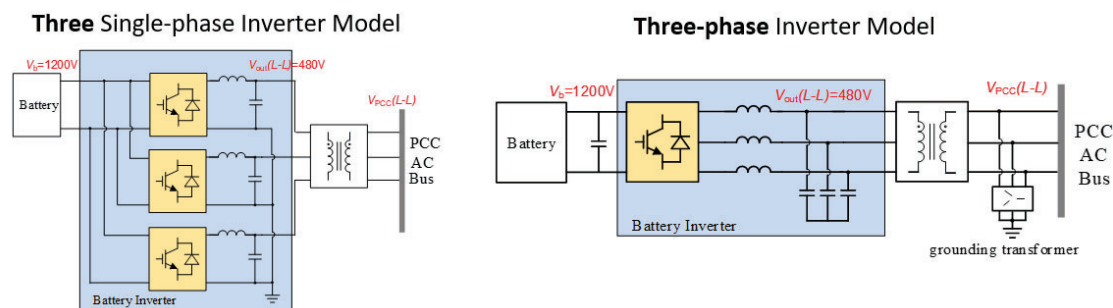 Three Single-phase Inverter Model
V_b=1200V
V_out(L-L)=480V
Battery
V_PCC(L-L)
PCC
AC
Bus
Battery Inverter
Three-phase Inverter Model
V_b=1200V
V_out(L-L)=480V
V_PCC(L-L)
Battery
PCC
AC
Bus
Battery Inverter
grounding transformer